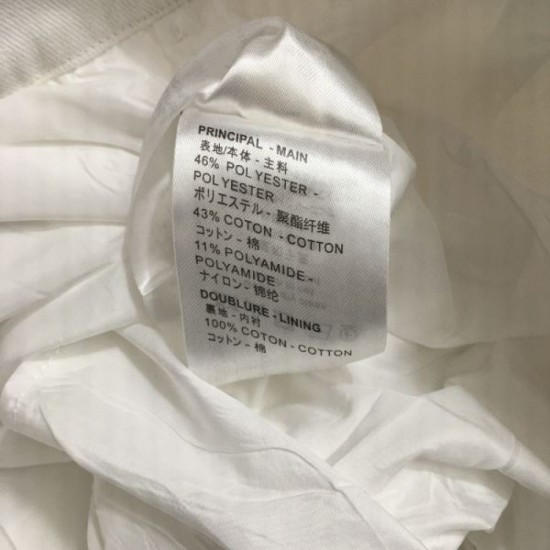 PRINCIPAL - MAIN
表地/本体 - 主料
46% POLYESTER -
POLYESTER
ポリエステル - 聚酯纤维
43% COTON - COTTON
コットン - 棉
11% POLYAMIDE -
POLYAMIDE
ナイロン - 锦纶
DOUBLURE - LINING
裏地 - 内衬
100% COTON - COTTON
コットン - 棉